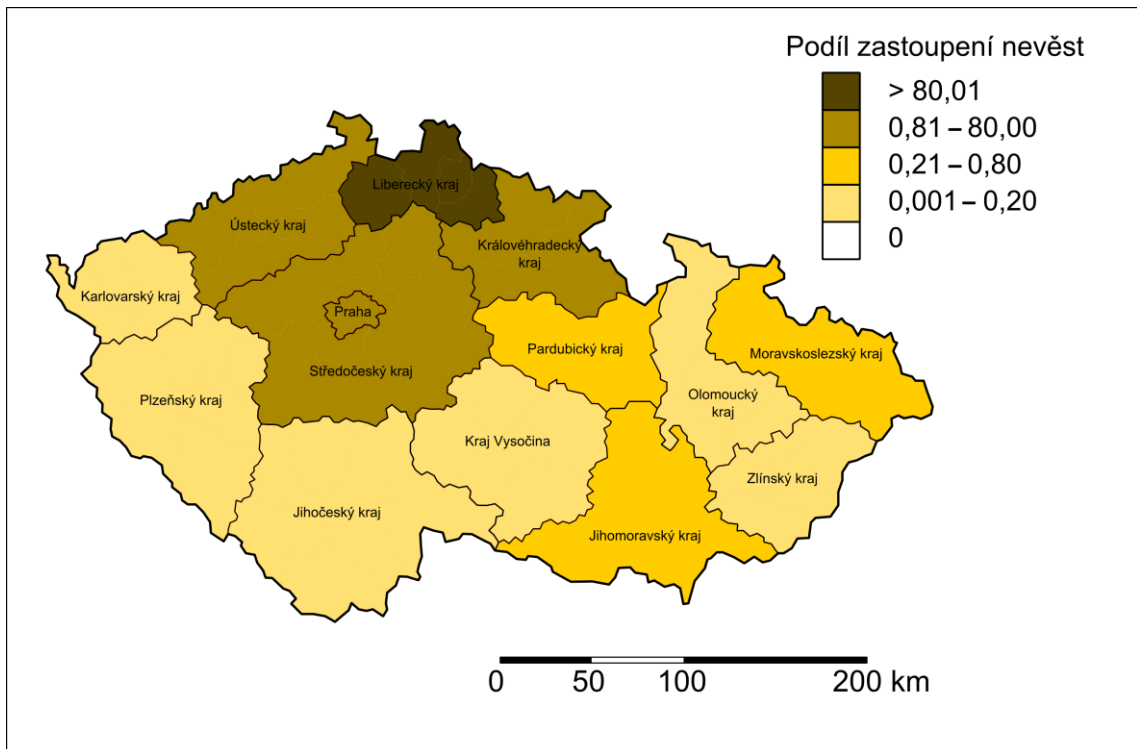 Podíl zastoupení nevěst
> 80,01
0,81 – 80,00
0,21 – 0,80
0,001 – 0,20
0
Liberecký kraj
Ústecký kraj
Královéhradecký
kraj
Karlovarský kraj
Praha
Pardubický kraj
Moravskoslezský kraj
Středočeský kraj
Plzeňský kraj
Olomoucký
kraj
Kraj Vysočina
Zlínský kraj
Jihočeský kraj
Jihomoravský kraj
0 50 100 200 km